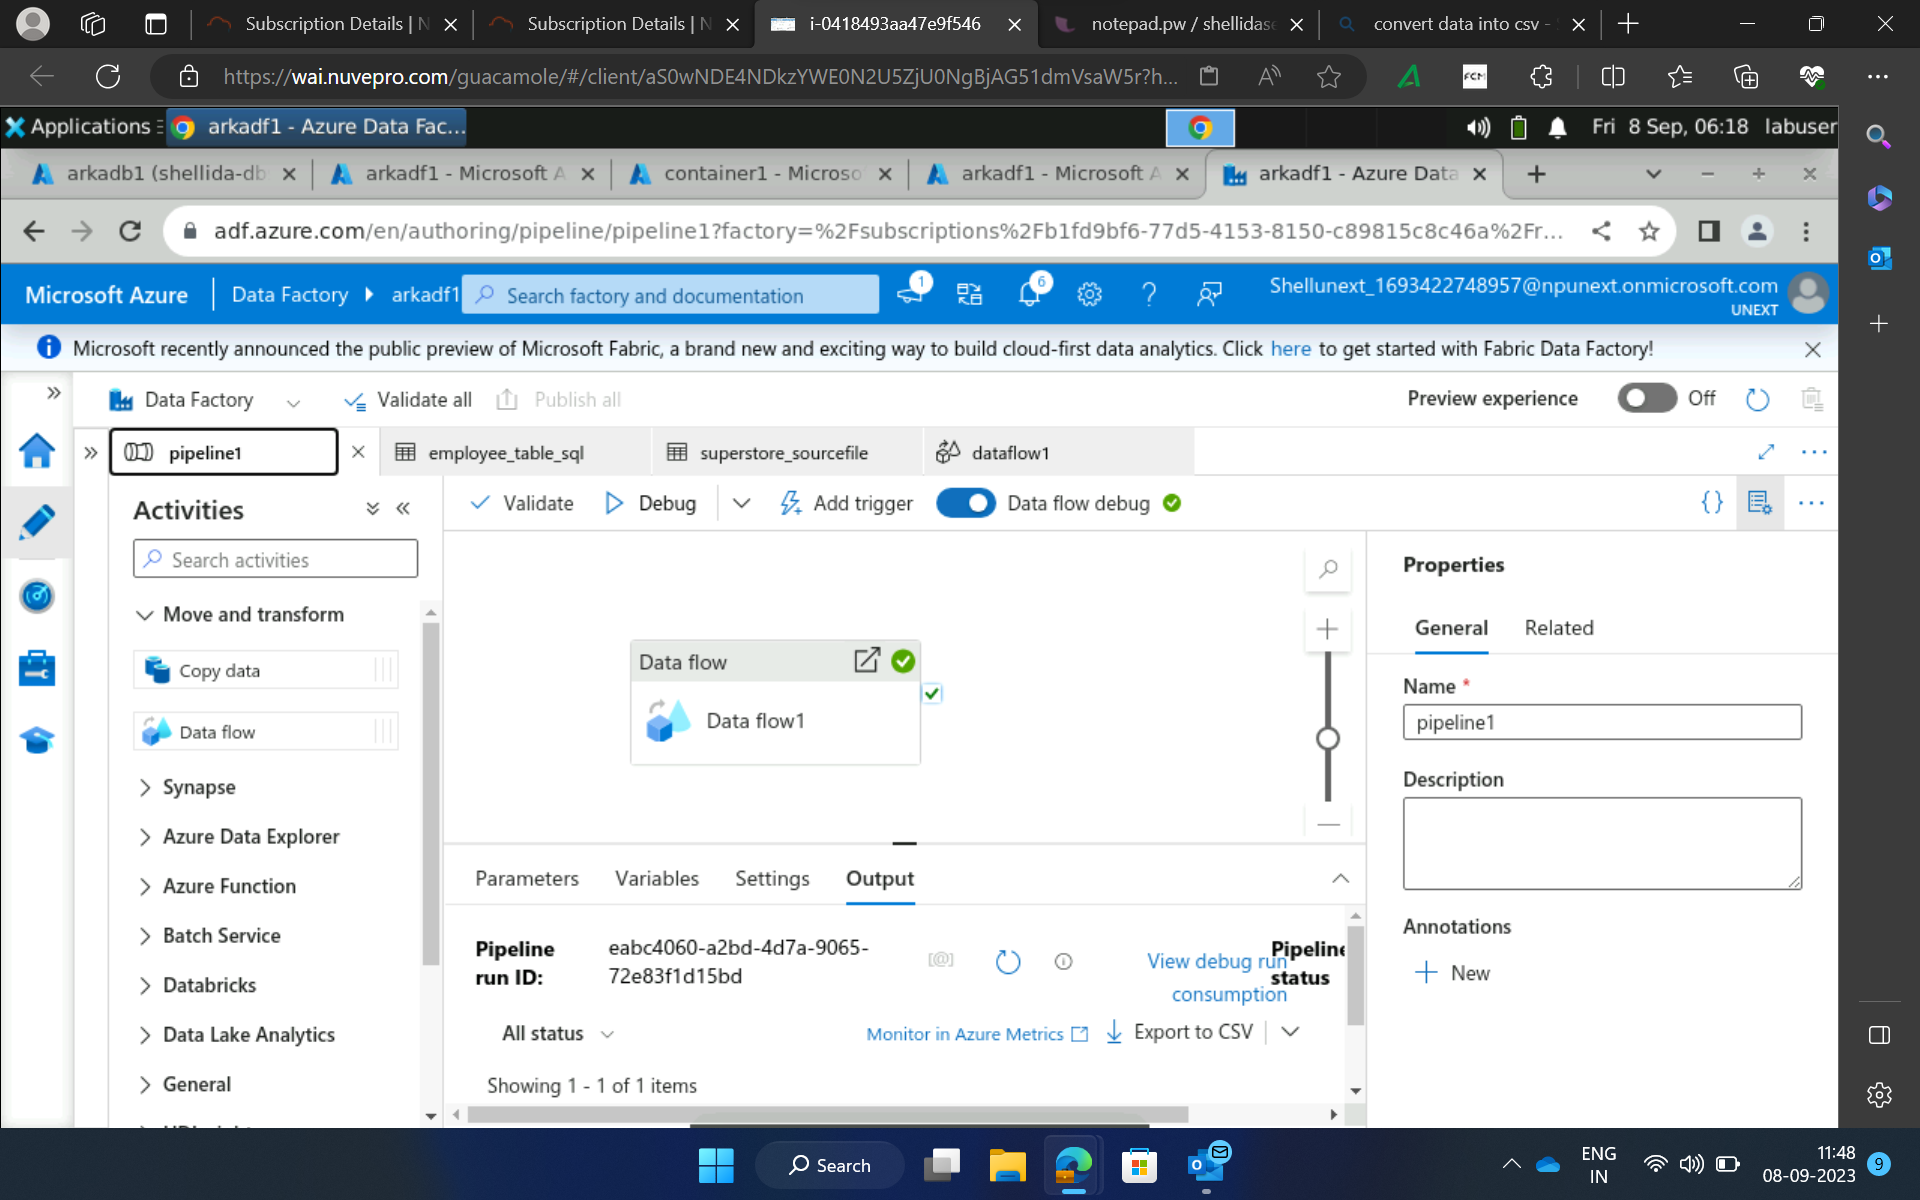 Subscription Details | N
Subscription Details | N
i-0418493aa47e9f546
notepad.pw / shellidas
convert data into csv -
https://wai.nuvepro.com/guacamole/#/client/aS0wNDE4NDkzYWE0N2U5ZjU0NgBjAG51dmVsaW5r?h...
FCM
Applications
arkadf1 - Azure Data Fac...
Fri 8 Sep, 06:18 labuser
arkadb1 (shellida-db
arkadf1 - Microsoft A
container1 - Microso
arkadf1 - Microsoft A
arkadf1 - Azure Data
adf.azure.com/en/authoring/pipeline/pipeline1?factory=%2Fsubscriptions%2Fb1fd9bf6-77d5-4153-8150-c89815c8c46a%2Fr...
Microsoft Azure
Data Factory
arkadf1
Search factory and documentation
1
6
Shellunext_1693422748957@npunext.onmicrosoft.com
UNEXT
Microsoft recently announced the public preview of Microsoft Fabric, a brand new and exciting way to build cloud-first data analytics. Click here to get started with Fabric Data Factory!
Data Factory
Validate all
Publish all
Preview experience
Off
pipeline1
employee_table_sql
superstore_sourcefile
dataflow1
Activities
Validate
Debug
Add trigger
Data flow debug
Search activities
Move and transform
Copy data
Data flow
Synapse
Azure Data Explorer
Azure Function
Batch Service
Databricks
Data Lake Analytics
General
Data flow
Data flow1
Properties
General
Related
Name *
pipeline1
Description
Annotations
New
Parameters
Variables
Settings
Output
Pipeline run ID:
eabc4060-a2bd-4d7a-9065-
72e83f1d15bd
View debug run
consumption
Pipeline
status
All status
Monitor in Azure Metrics
Export to CSV
Showing 1 - 1 of 1 items
Search
ENG
IN
11:48
08-09-2023
9